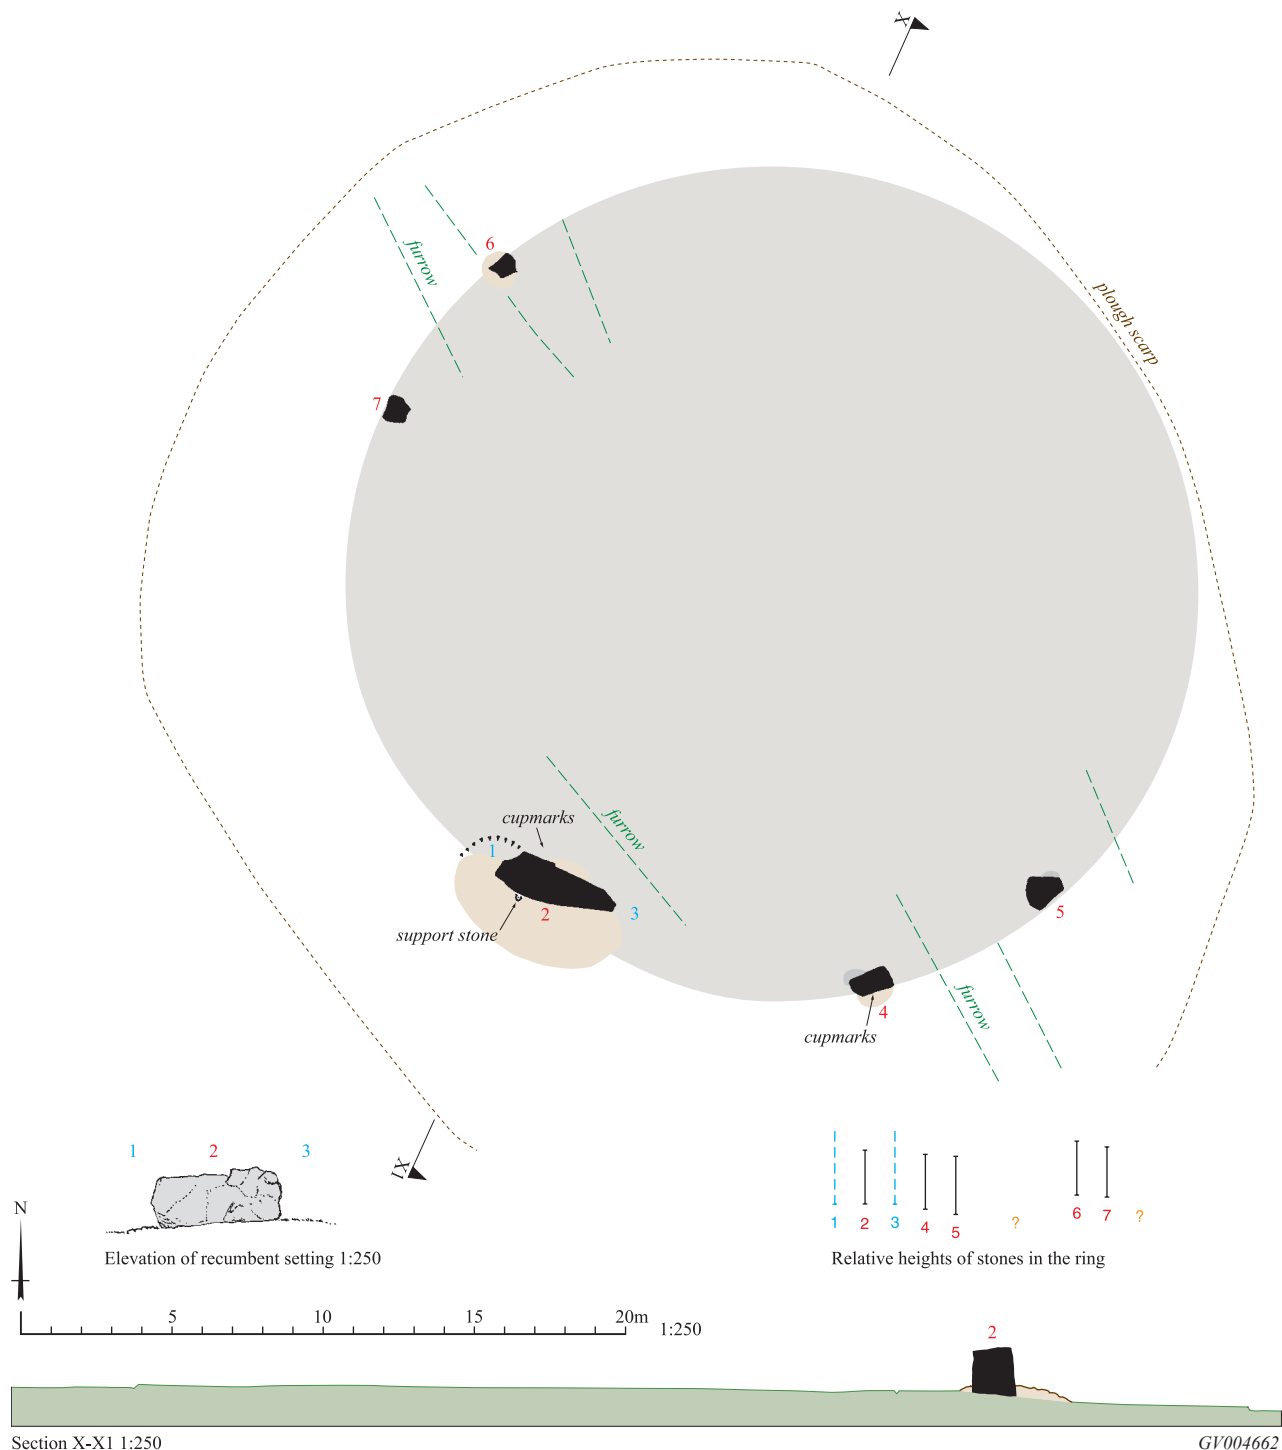 X
6
furrow
plough scarp
7
cupmarks
furrow
1
2
3
support stone
5
furrow
4
cupmarks
X1
1 2 3
Elevation of recumbent setting 1:250
1 2 3 4 5 ? 6 7 ?
Relative heights of stones in the ring
N
5 10 15 20m 1:250
2
Section X-X1 1:250
GV004662